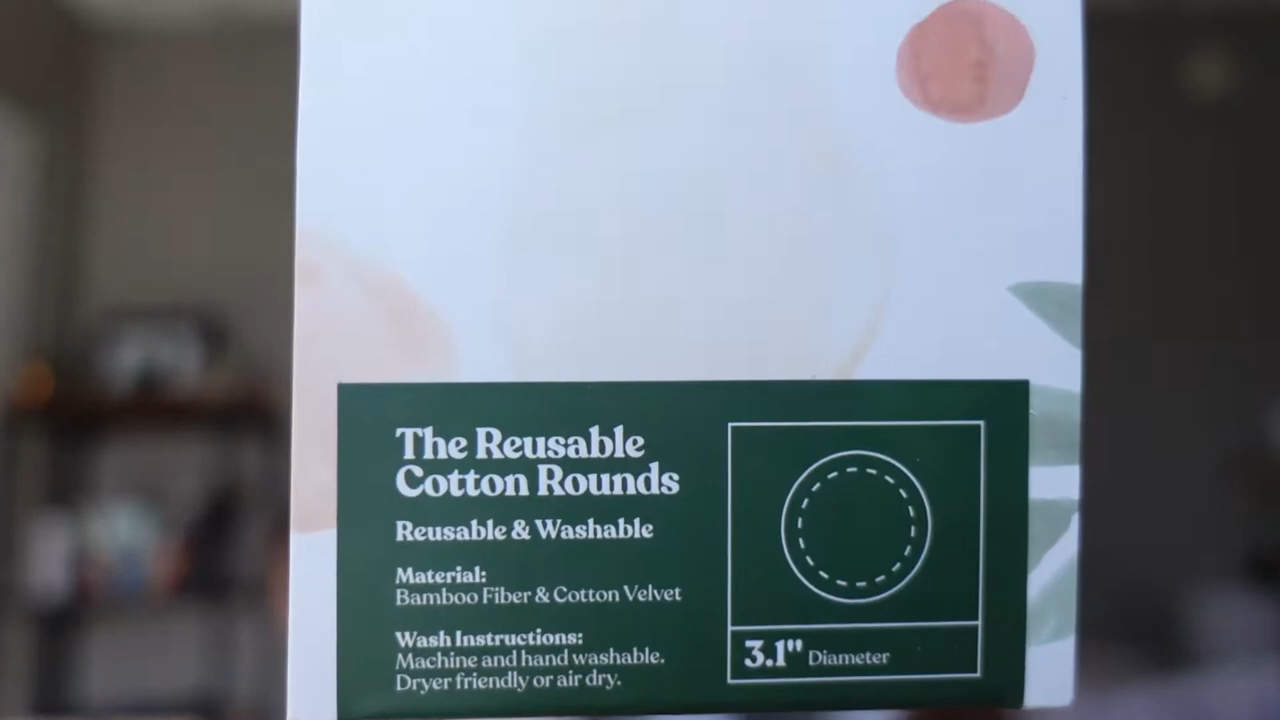 The Reusable
Cotton Rounds
Reusable & Washable
Material:
Bamboo Fiber & Cotton Velvet
Wash Instructions:
Machine and hand washable.
Dryer friendly or air dry.
3.1" Diameter